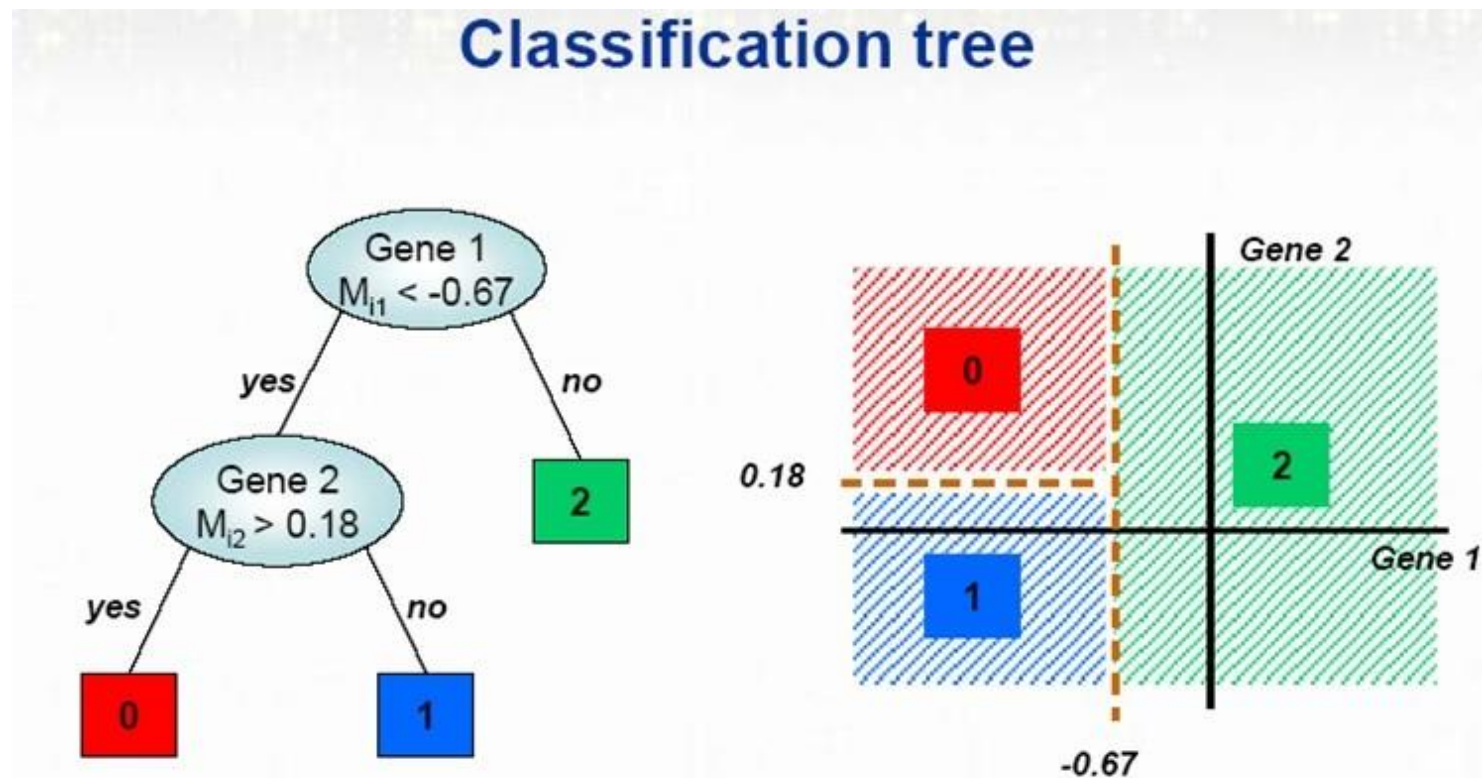 Classification tree
Gene 1
Mi1 < -0.67
yes
no
Gene 2
Mi2 > 0.18
2
yes
no
0
1
Gene 2
0
2
0.18
Gene 1
1
-0.67